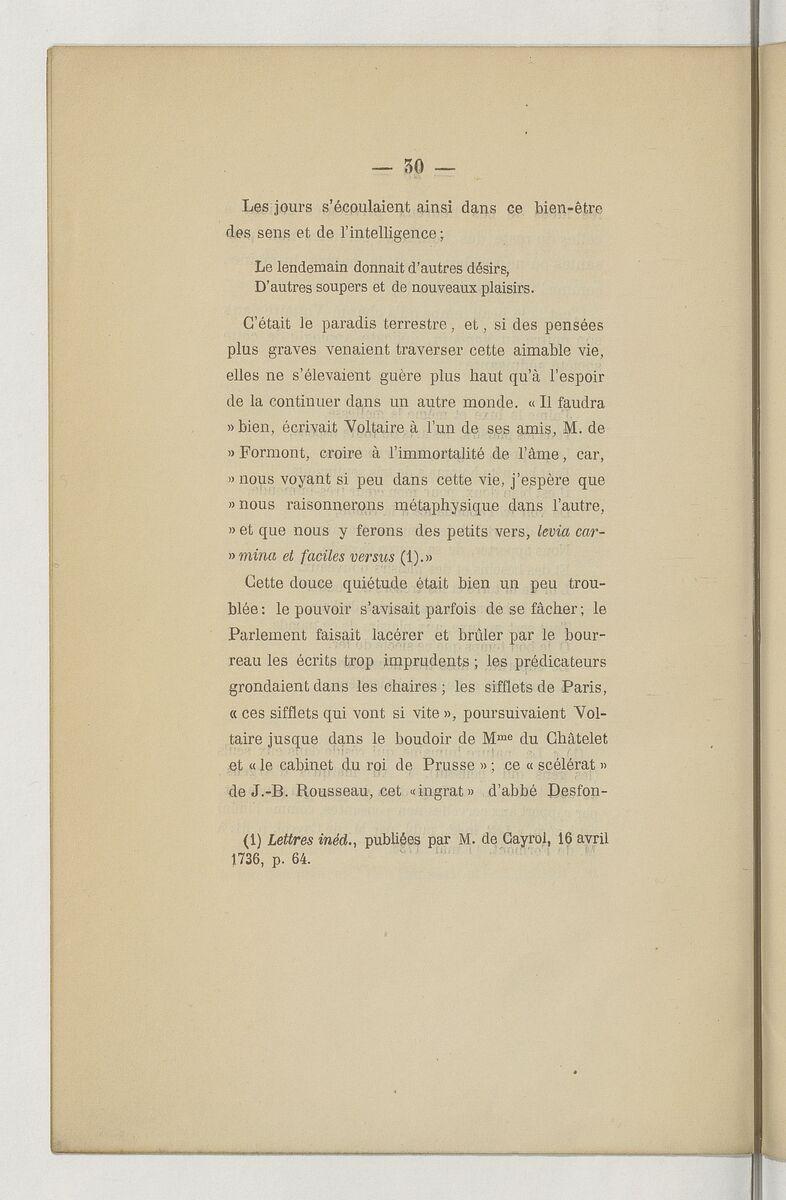 — 30 —
Les jours s'écoulaient ainsi dans ce bien-être
des sens et de l'intelligence ;
Le lendemain donnait d'autres désirs,
D'autres soupers et de nouveaux plaisirs.
C'était le paradis terrestre, et, si des pensées
plus graves venaient traverser cette aimable vie,
elles ne s'élevaient guère plus haut qu'à l'espoir
de la continuer dans un autre monde. « Il faudra
» bien, écrivait Voltaire à l'un de ses amis, M. de
» Formont, croire à l'immortalité de l'âme, car,
» nous voyant si peu dans cette vie, j'espère que
» nous raisonnerons métaphysique dans l'autre,
» et que nous y ferons des petits vers, levia car-
» mina et faciles versus (1).»
Cette douce quiétude était bien un peu trou-
blée : le pouvoir s'avisait parfois de se fâcher ; le
Parlement faisait lacérer et brûler par le bour-
reau les écrits trop imprudents ; les prédicateurs
grondaient dans les chaires ; les sifflets de Paris,
« ces sifflets qui vont si vite », poursuivaient Vol-
taire jusque dans le boudoir de Mme du Châtelet
et « le cabinet du roi de Prusse » ; ce « scélérat »
de J.-B. Rousseau, cet «ingrat» d'abbé Desfon-
(1) Lettres inéd., publiées par M. de Cayrol, 16 avril
1736, p. 64.